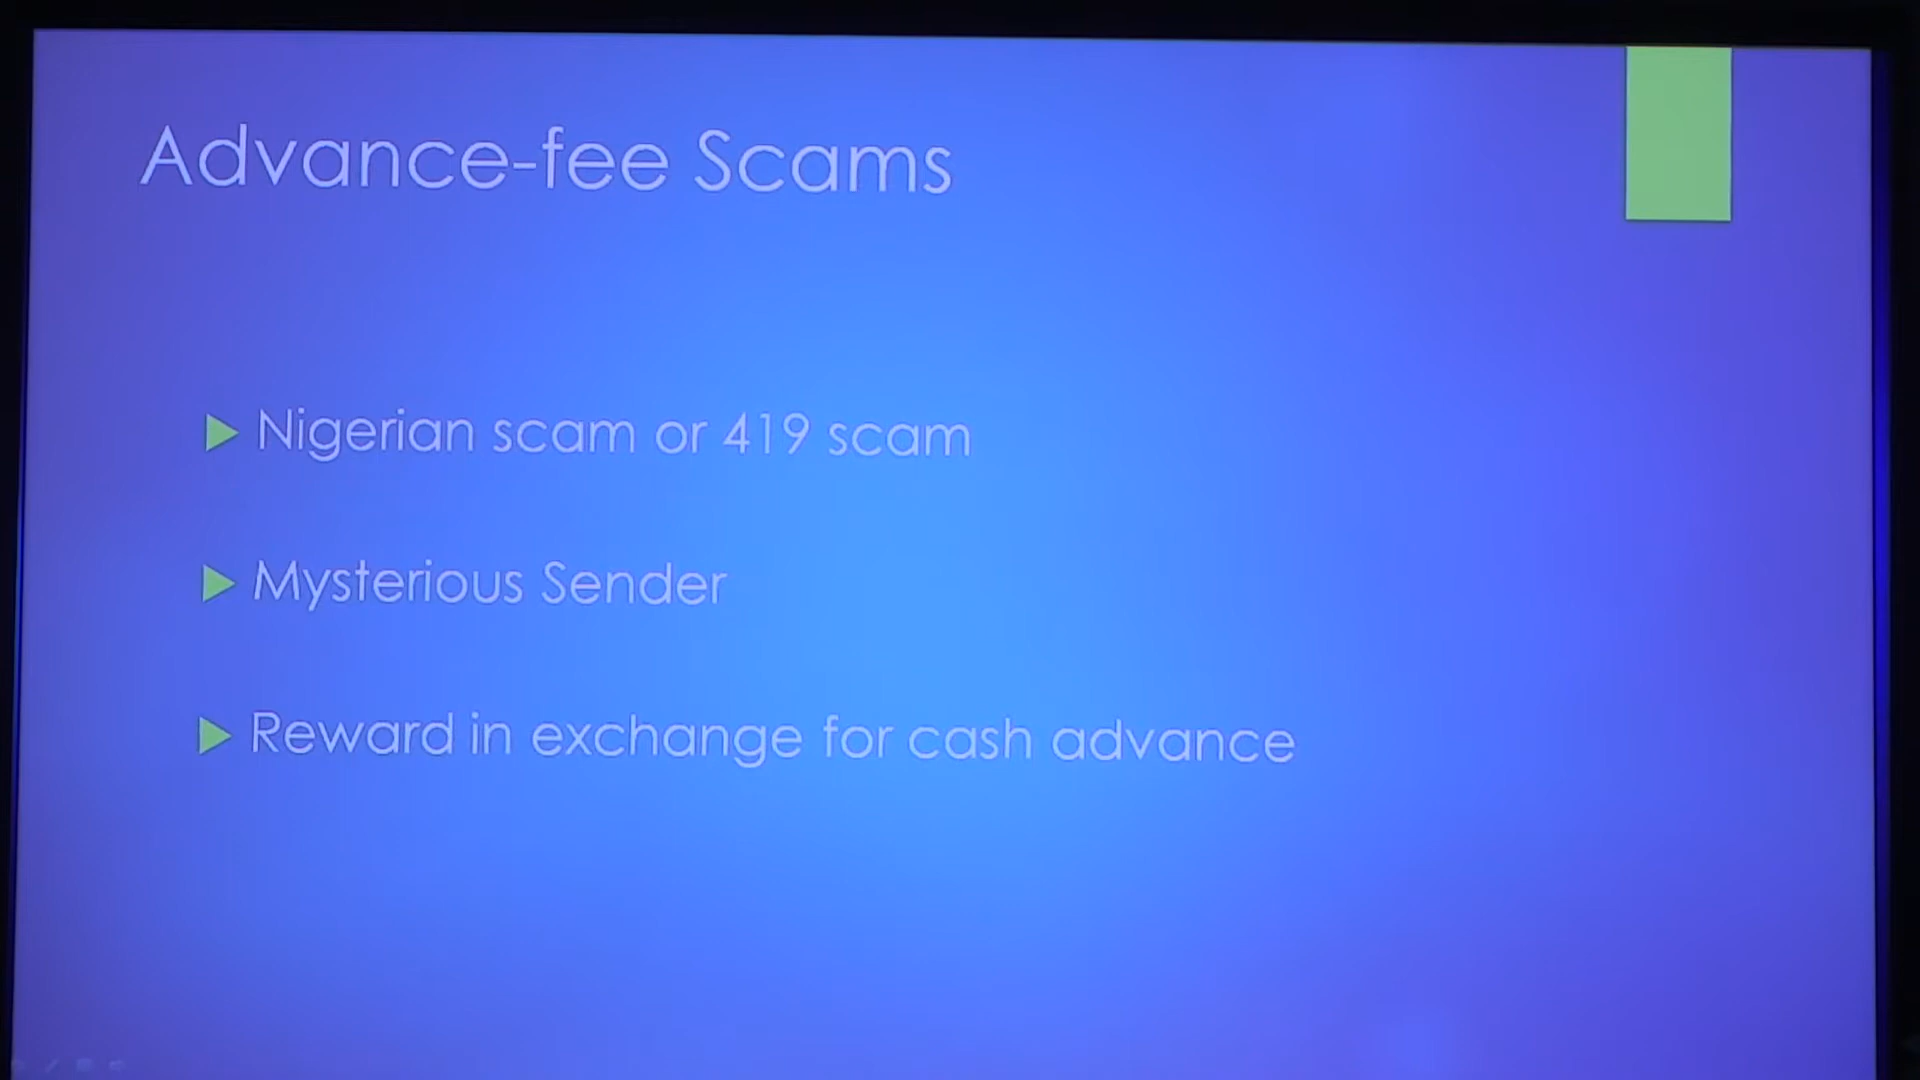 Advance-fee Scams
Nigerian scam or 419 scam
Mysterious Sender
Reward in exchange for cash advance